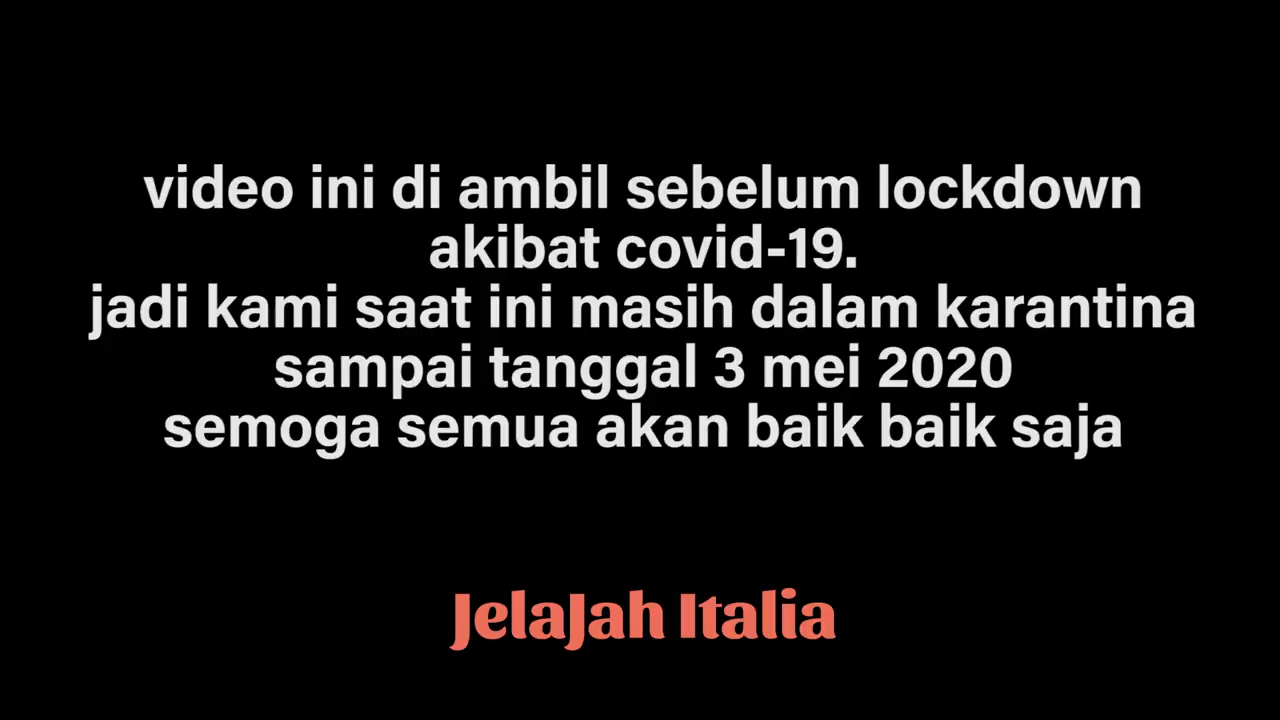 video ini di ambil sebelum lockdown
akibat covid-19.
jadi kami saat ini masih dalam karantina
sampai tanggal 3 mei 2020
semoga semua akan baik baik saja
JelaJah Italia